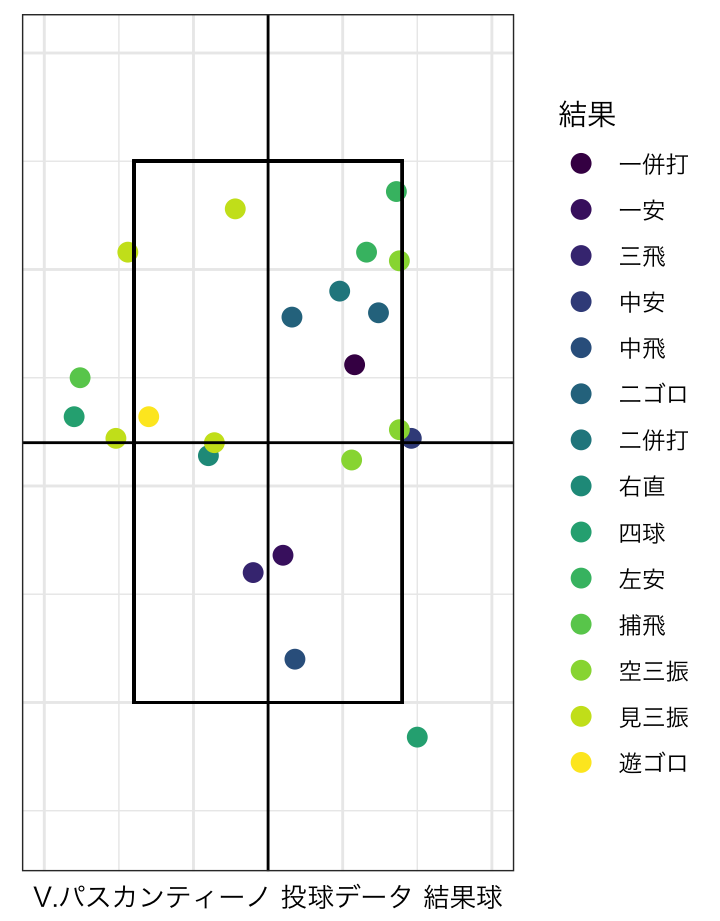 結果
一併打
一安
三飛
中安
中飛
二ゴロ
二併打
右直
四球
左安
捕飛
空三振
見三振
遊ゴロ
V.パスカンティーノ 投球データ 結果球